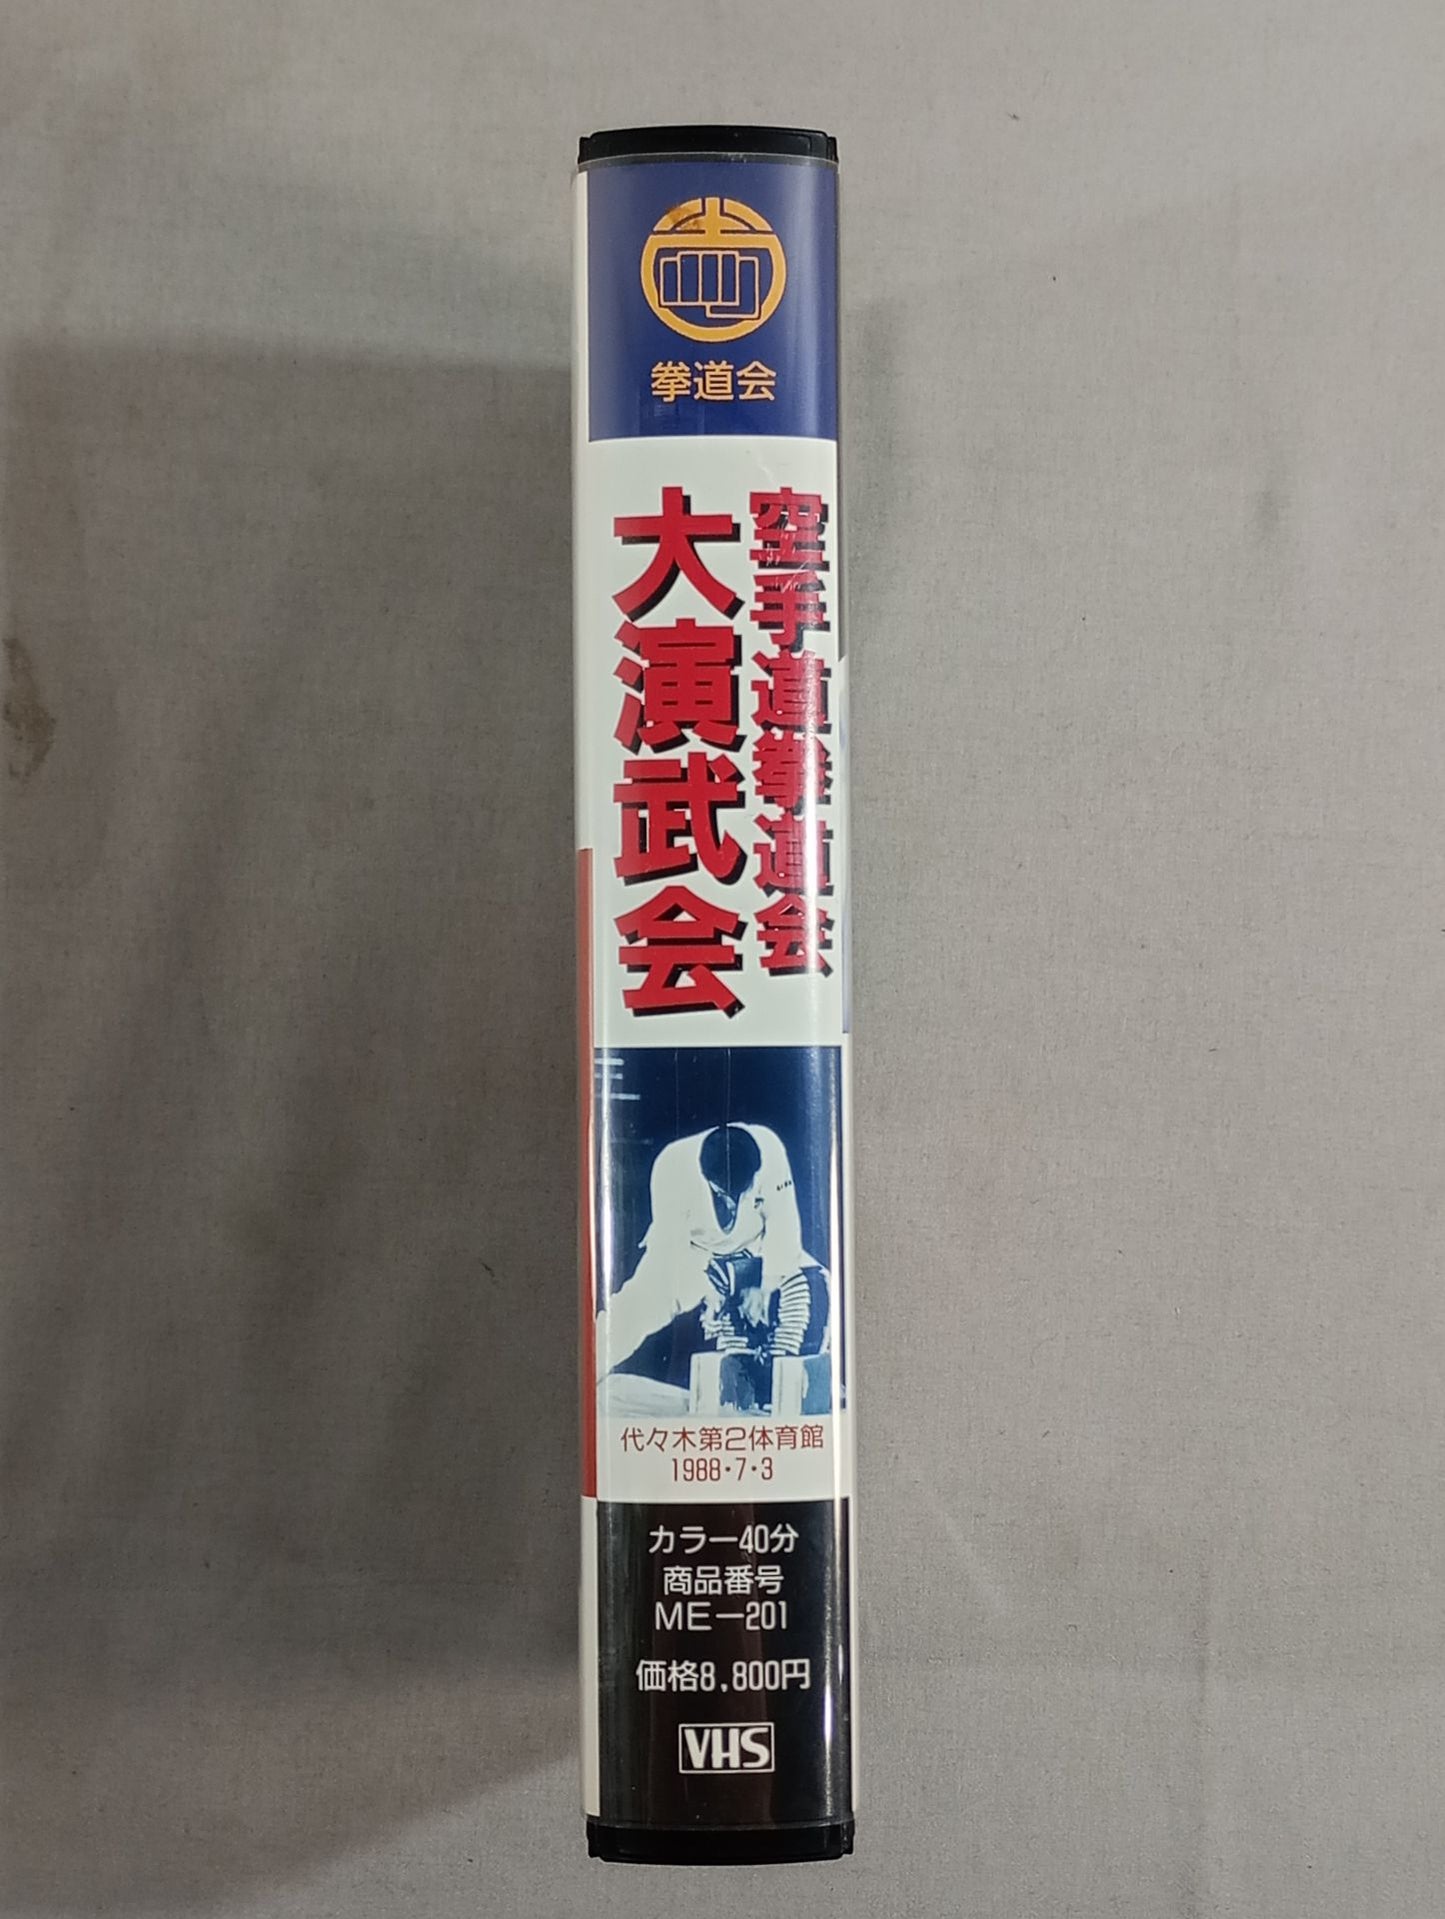 拳道会
空手道拳道会
大演武会
代々木第2体育館
1988・7・3
カラー40分
商品番号
ME－201
価格8,800円
VHS